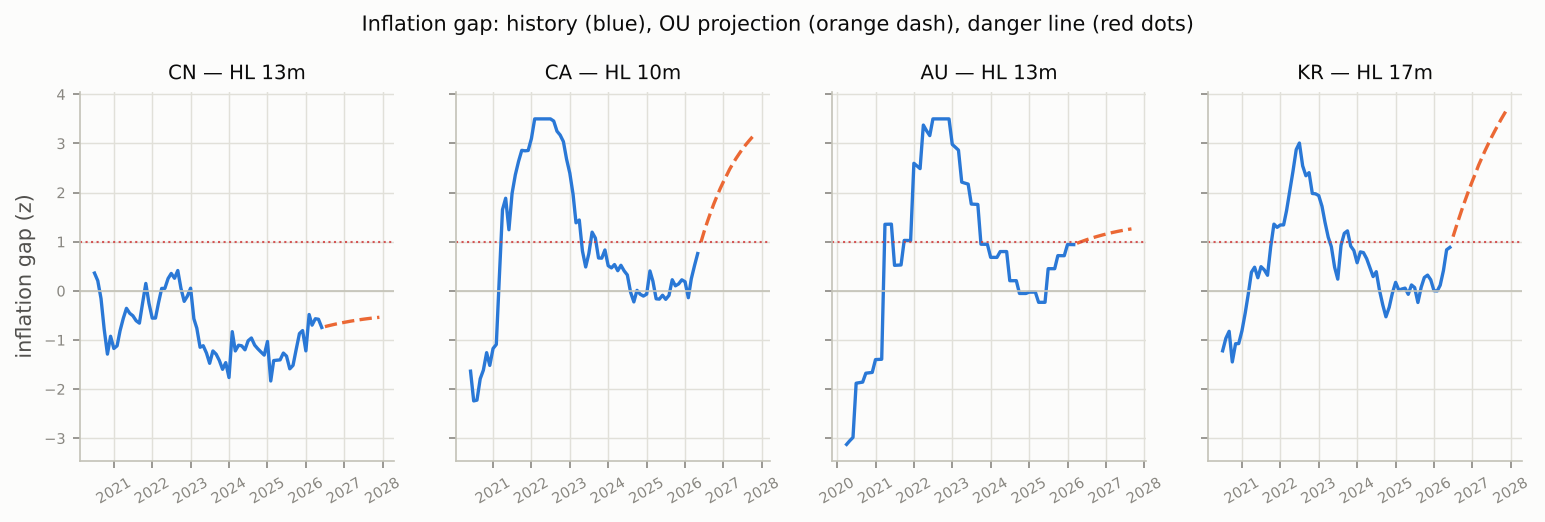 Inflation gap: history (blue), OU projection (orange dash), danger line (red dots)
CN — HL 13m
CA — HL 10m
AU — HL 13m
KR — HL 17m
inflation gap (z)
4
3
2
1
0
−1
−2
−3
2021 2022 2023 2024 2025 2026 2027 2028
2021 2022 2023 2024 2025 2026 2027 2028
2020 2021 2022 2023 2024 2025 2026 2027 2028
2021 2022 2023 2024 2025 2026 2027 2028